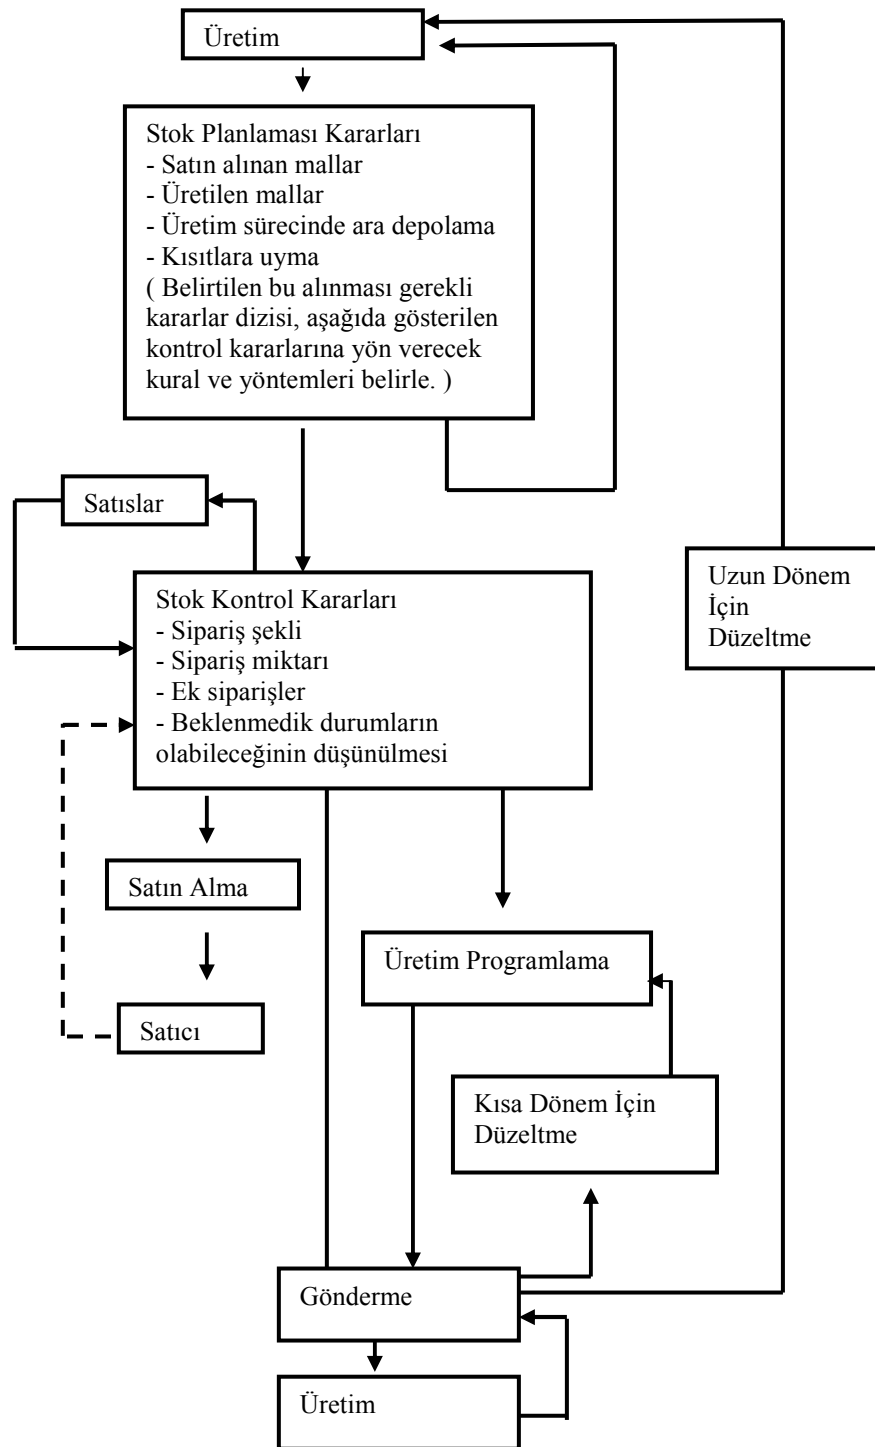 Üretim
Stok Planlaması Kararları
- Satın alınan mallar
- Üretilen mallar
- Üretim sürecinde ara depolama
- Kısıtlara uyma
( Belirtilen bu alınması gerekli
kararlar dizisi, aşağıda gösterilen
kontrol kararlarına yön verecek
kural ve yöntemleri belirle. )
Satıslar
Uzun Dönem
İçin
Düzeltme
Stok Kontrol Kararları
- Sipariş şekli
- Sipariş miktarı
- Ek siparişler
- Beklenmedik durumların
olabileceğinin düşünülmesi
Satın Alma
Üretim Programlama
Satıcı
Kısa Dönem İçin
Düzeltme
Gönderme
Üretim